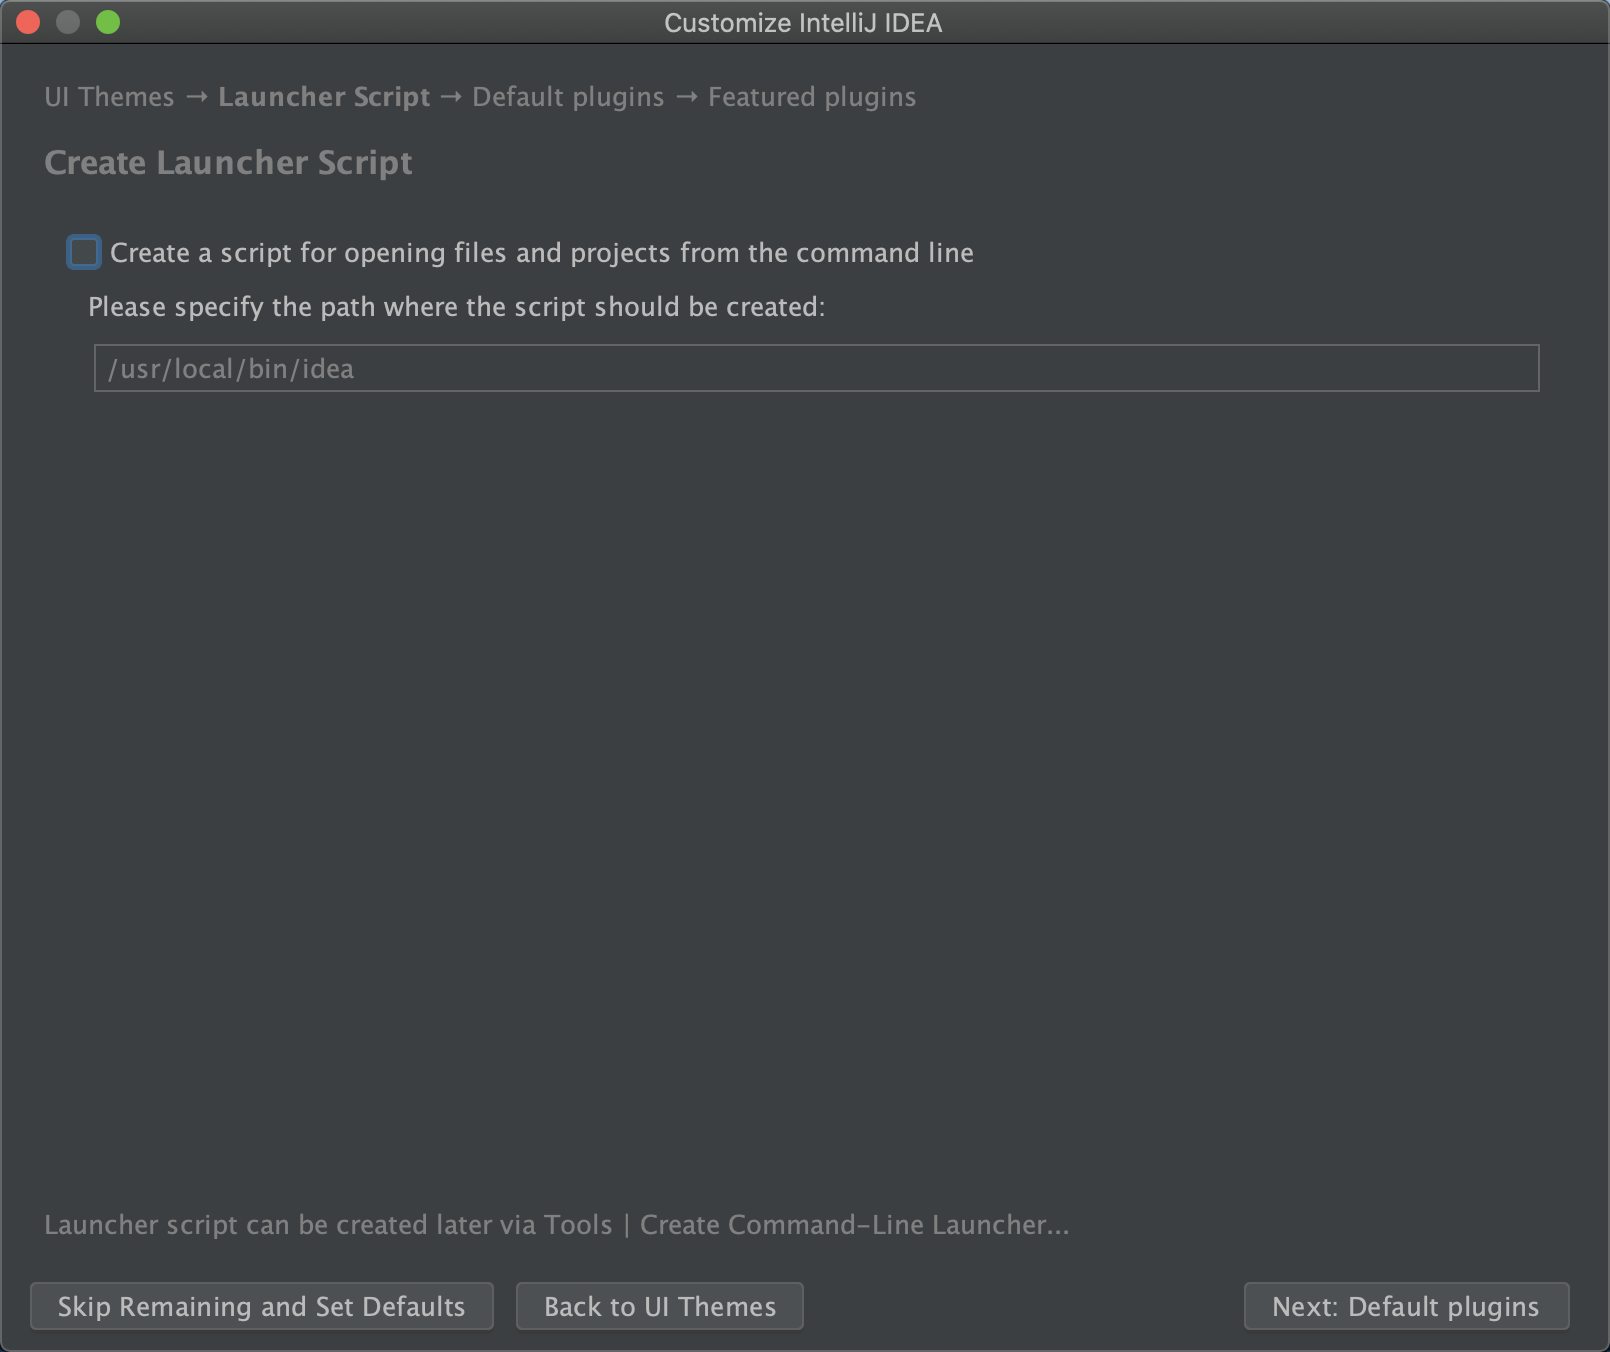 Customize IntelliJ IDEA
UI Themes → Launcher Script → Default plugins → Featured plugins
Create Launcher Script
Create a script for opening files and projects from the command line
Please specify the path where the script should be created:
/usr/local/bin/idea
Launcher script can be created later via Tools | Create Command-Line Launcher...
Skip Remaining and Set Defaults
Back to UI Themes
Next: Default plugins